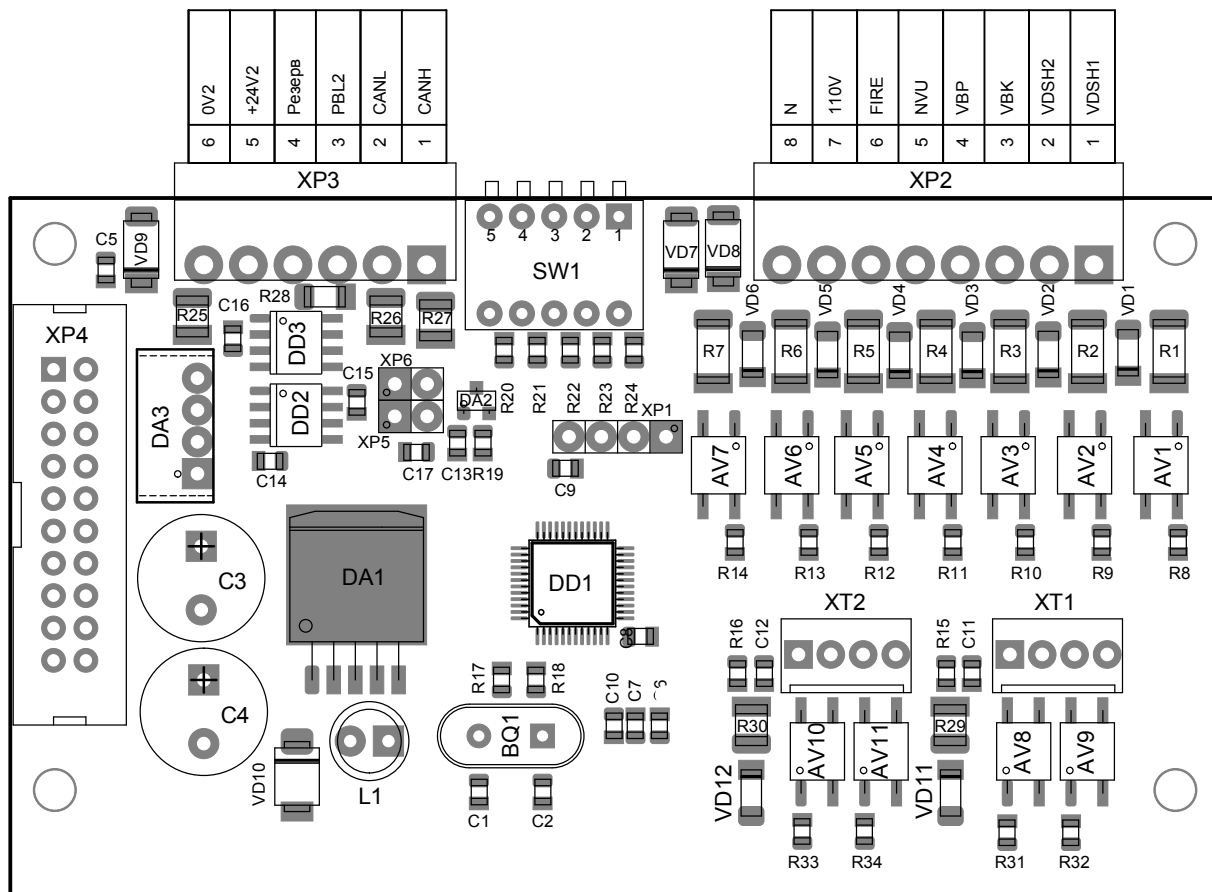 0V2
+24V2
Резерв
PBL2
CANL
CANH
6
5
4
3
2
1
N
110V
FIRE
NVU
VBP
VBK
VDSH2
VDSH1
8
7
6
5
4
3
2
1
XP3
XP2
5
4
3
2
1
SW1
C5
VD9
VD7
VD8
XP4
R25
C16
R28
R26
R27
DD3
VD6
VD5
VD4
VD3
VD2
VD1
R7
R6
R5
R4
R3
R2
R1
DA3
XP6
C15
DD2
XP5
DA2
R20
R21
R22
R23
R24
XP1
C14
C17
C13
R19
C9
AV7
AV6
AV5
AV4
AV3
AV2
AV1
R14
R13
R12
R11
R10
R9
R8
C3
DA1
DD1
C8
XT2
XT1
R16
C12
R15
C11
C4
R17
R18
C10
C7
BQ1
R30
R29
AV10
AV11
AV8
AV9
VD10
L1
VD12
VD11
C1
C2
R33
R34
R31
R32